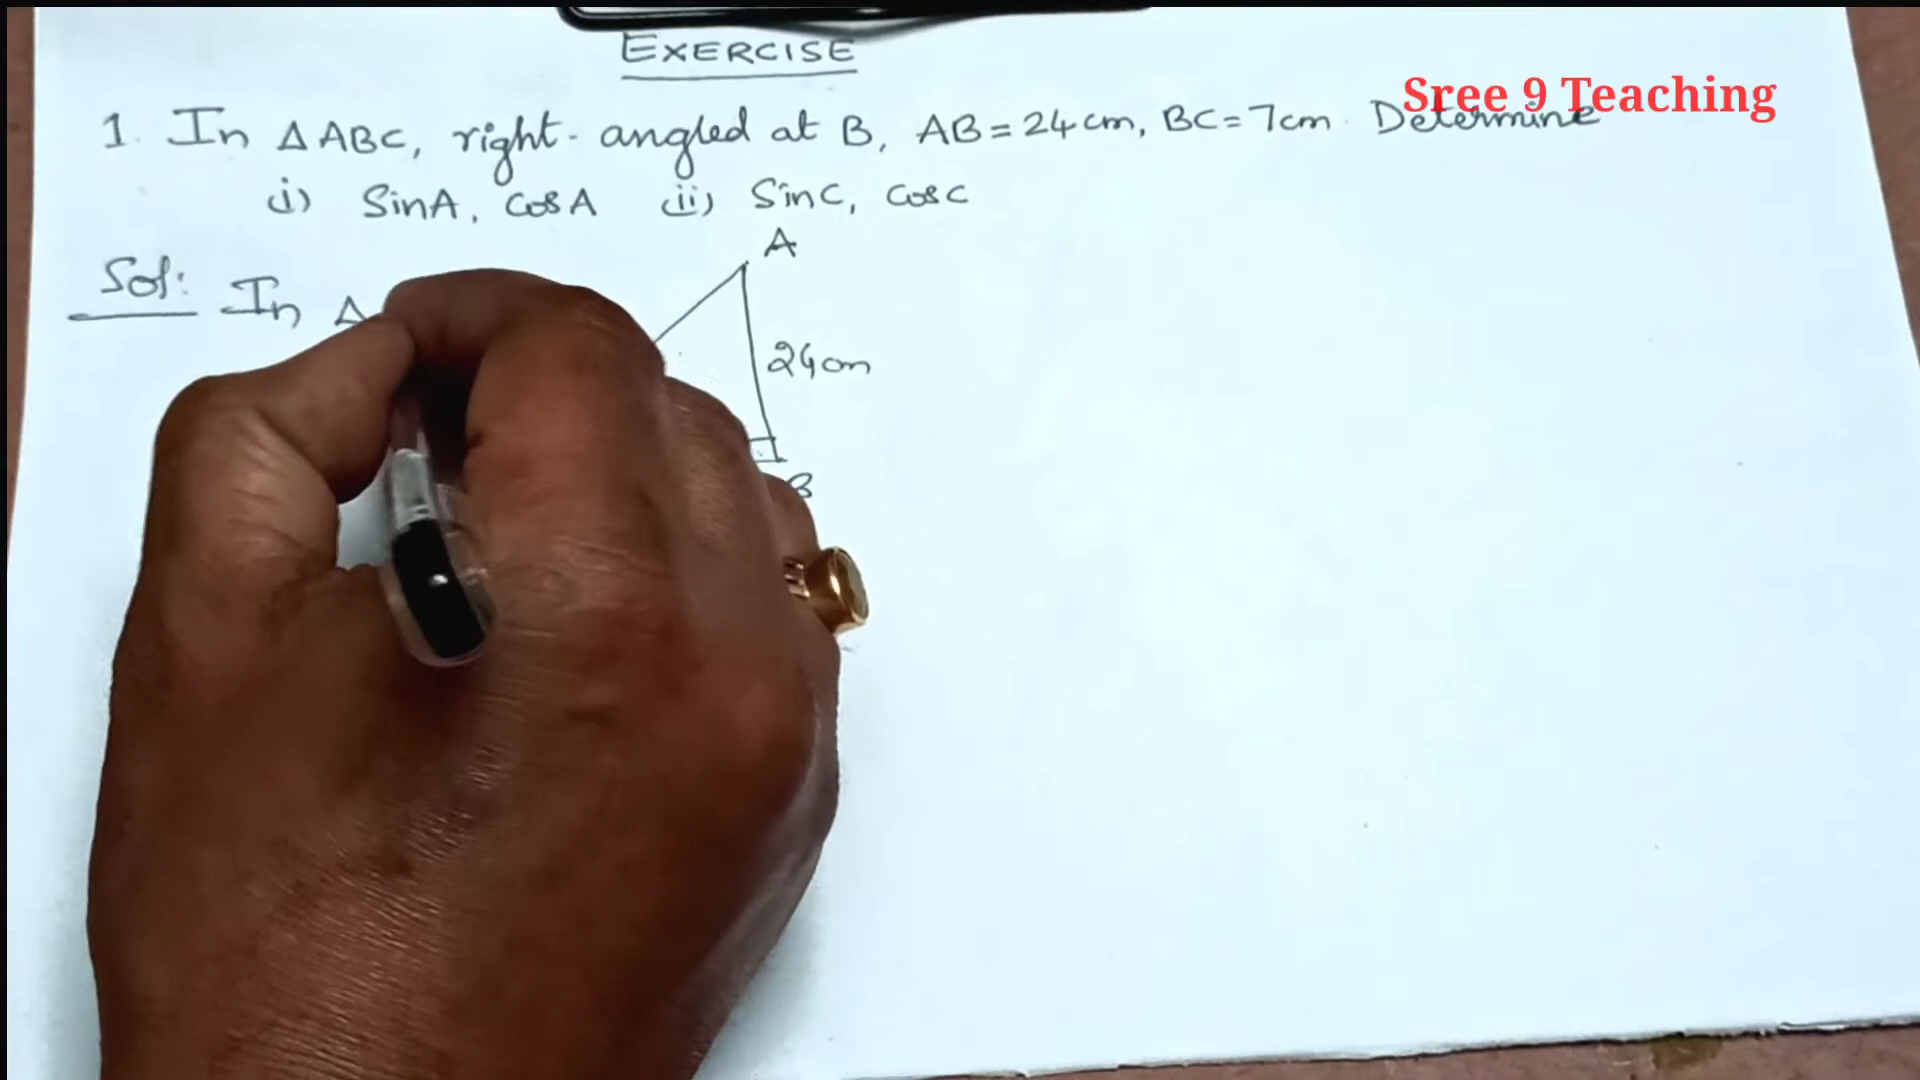 EXERCISE
Sree 9 Teaching
1. In △ABC, right-angled at B, AB = 24cm, BC = 7cm. Determine
(i) SinA, CosA (ii) SinC, CosC
A
Sol: In △
24cm
B